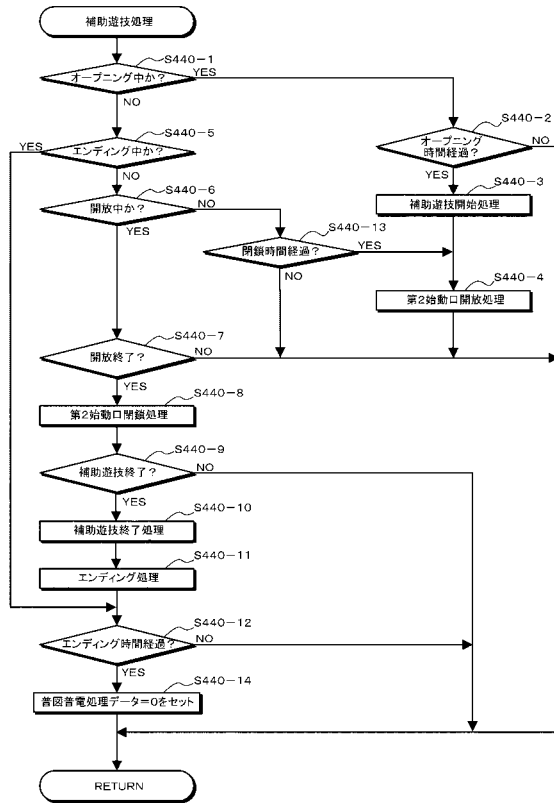 補助遊技処理
S440-1
オープニング中か?
YES
NO
S440-2
オープニング
時間経過?
NO
YES
S440-5
YES
エンディング中か?
NO
S440-3
補助遊技開始処理
S440-6
開放中か?
NO
YES
S440-13
閉鎖時間経過?
YES
NO
S440-4
第2始動口開放処理
S440-7
開放終了?
NO
YES
S440-8
第2始動口閉鎖処理
S440-9
補助遊技終了?
NO
YES
S440-10
補助遊技終了処理
S440-11
エンディング処理
S440-12
エンディング時間経過?
NO
YES
S440-14
普図普電処理データ=0をセット
RETURN